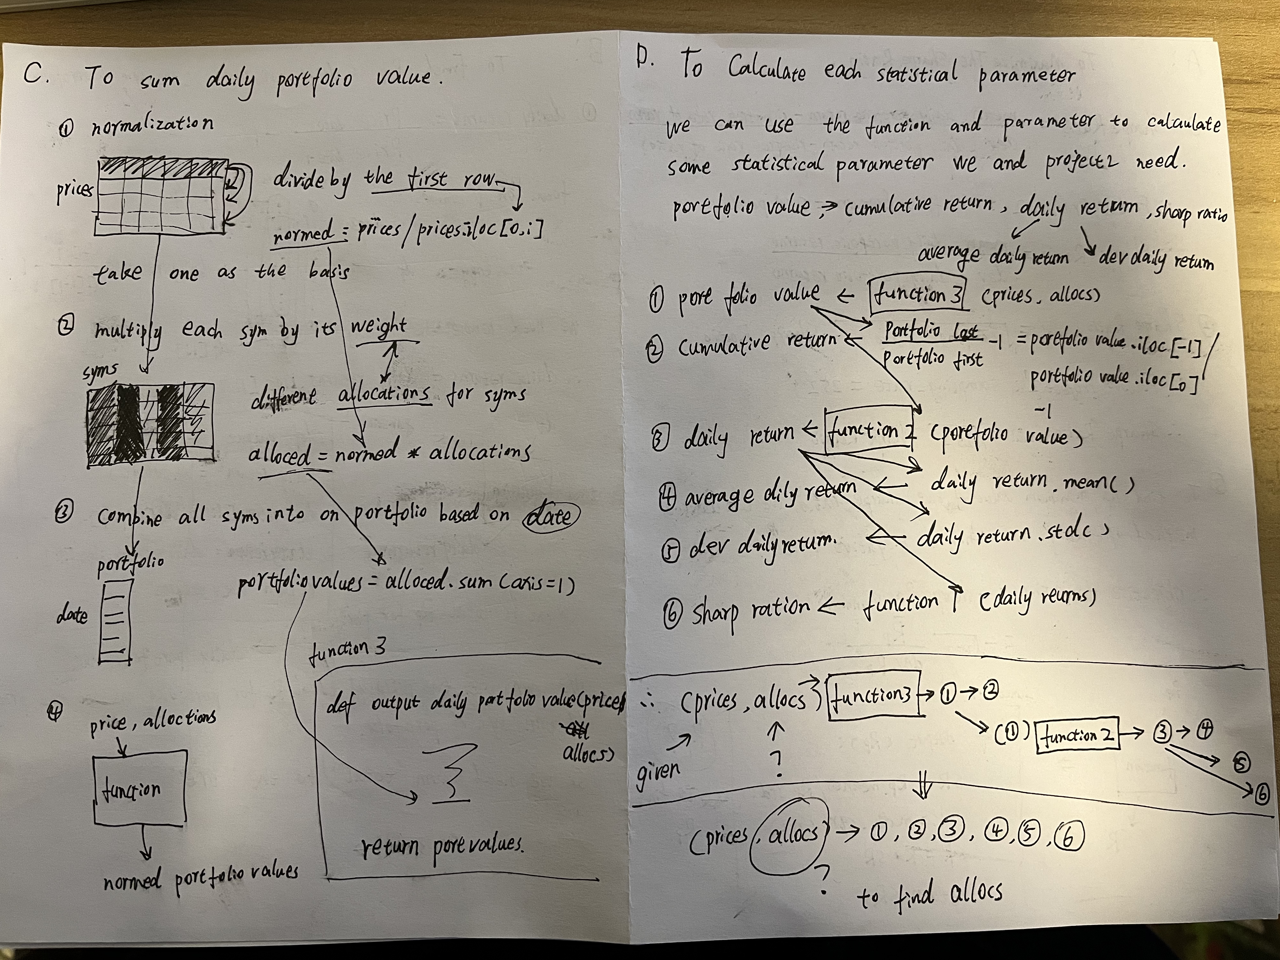 C. To sum daily portfolio value.
① normalization
prices
divide by the first row
normed = prices/prices.iloc[0,:]
take one as the basis
② multiply each sym by its weight
syms
different allocations for syms
alloced = normed * allocations
③ combine all syms into on portfolio based on date
portfolio
date
portfolio values = alloced.sum(axis=1)
④
price, alloctions
function
normed portfolio values
function 3
def output daily portfolio value(prices
allocs)
return port values.
D. To Calculate each statistical parameter
We can use the function and parameter to calculate
some statistical parameter we and project2 need.
portfolio value → cumulative return, daily return, sharp ratio
average daily return dev daily return
① port folio value ← function 3 (prices, allocs)
② cumulative return ← Portfolio last / Portfolio first -1 = portfolio value.iloc[-1]/
portfolio value.iloc[0]
-1
③ daily return ← function 2 (portefolio value)
④ average dily return ← daily return.mean()
⑤ dev daily return. ← daily return.std()
⑥ sharp ration ← function 1 (daily reurns)
∴ (prices, allocs) → function3 → ① → ②
(①) function 2 → ③ → ④
⑤
⑥
given ?
⇓
(prices, allocs) → ①, ②, ③, ④, ⑤, ⑥
?
to find allocs